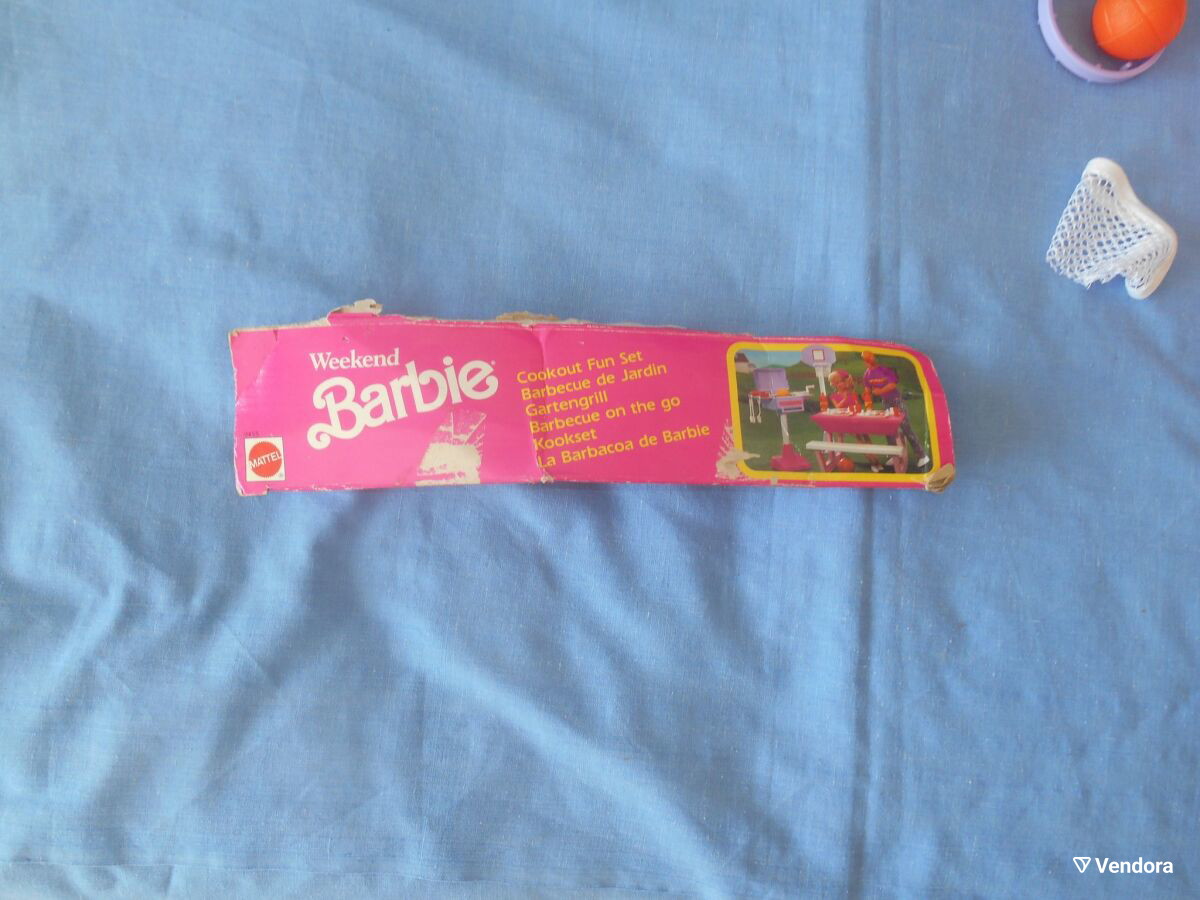 Weekend
Barbie
Cookout Fun Set
Barbecue de Jardin
Gartengrill
Barbecue on the go
Kookset
La Barbacoa de Barbie
MATTEL
Vendora